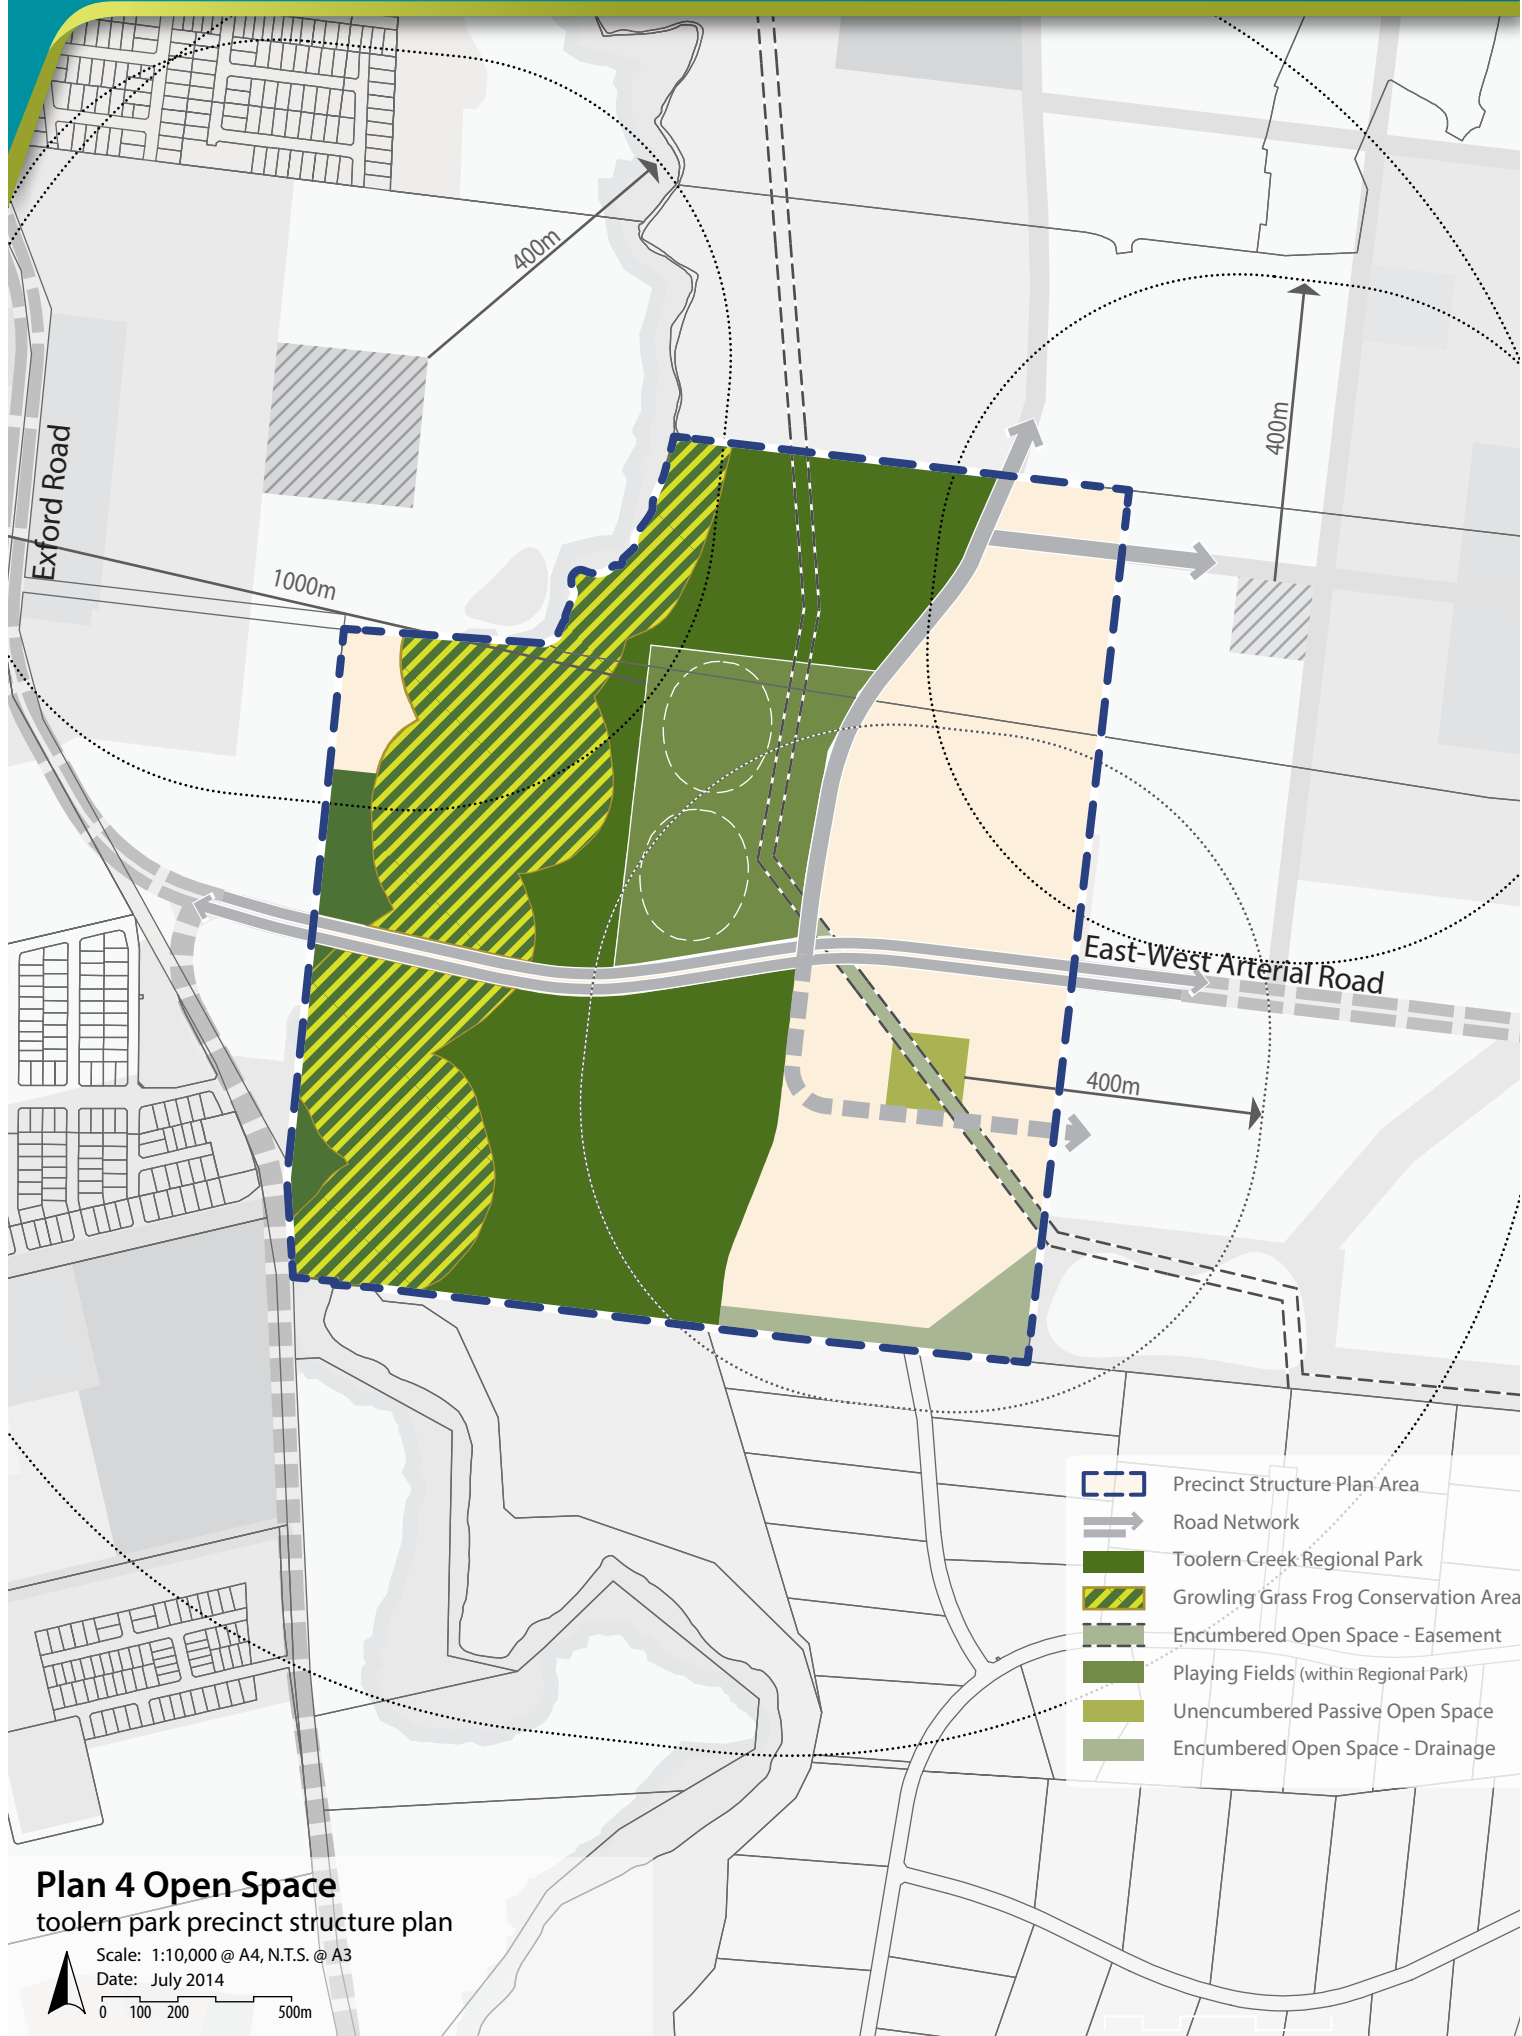 400m
400m
Exford Road
1000m
East-West Arterial Road
400m
Precinct Structure Plan Area
Road Network
Toolern Creek Regional Park
Growling Grass Frog Conservation Area
Encumbered Open Space - Easement
Playing Fields (within Regional Park)
Unencumbered Passive Open Space
Encumbered Open Space - Drainage
Plan 4 Open Space
toolern park precinct structure plan
Scale: 1:10,000 @ A4, N.T.S. @ A3
Date: July 2014
0 100 200 500m